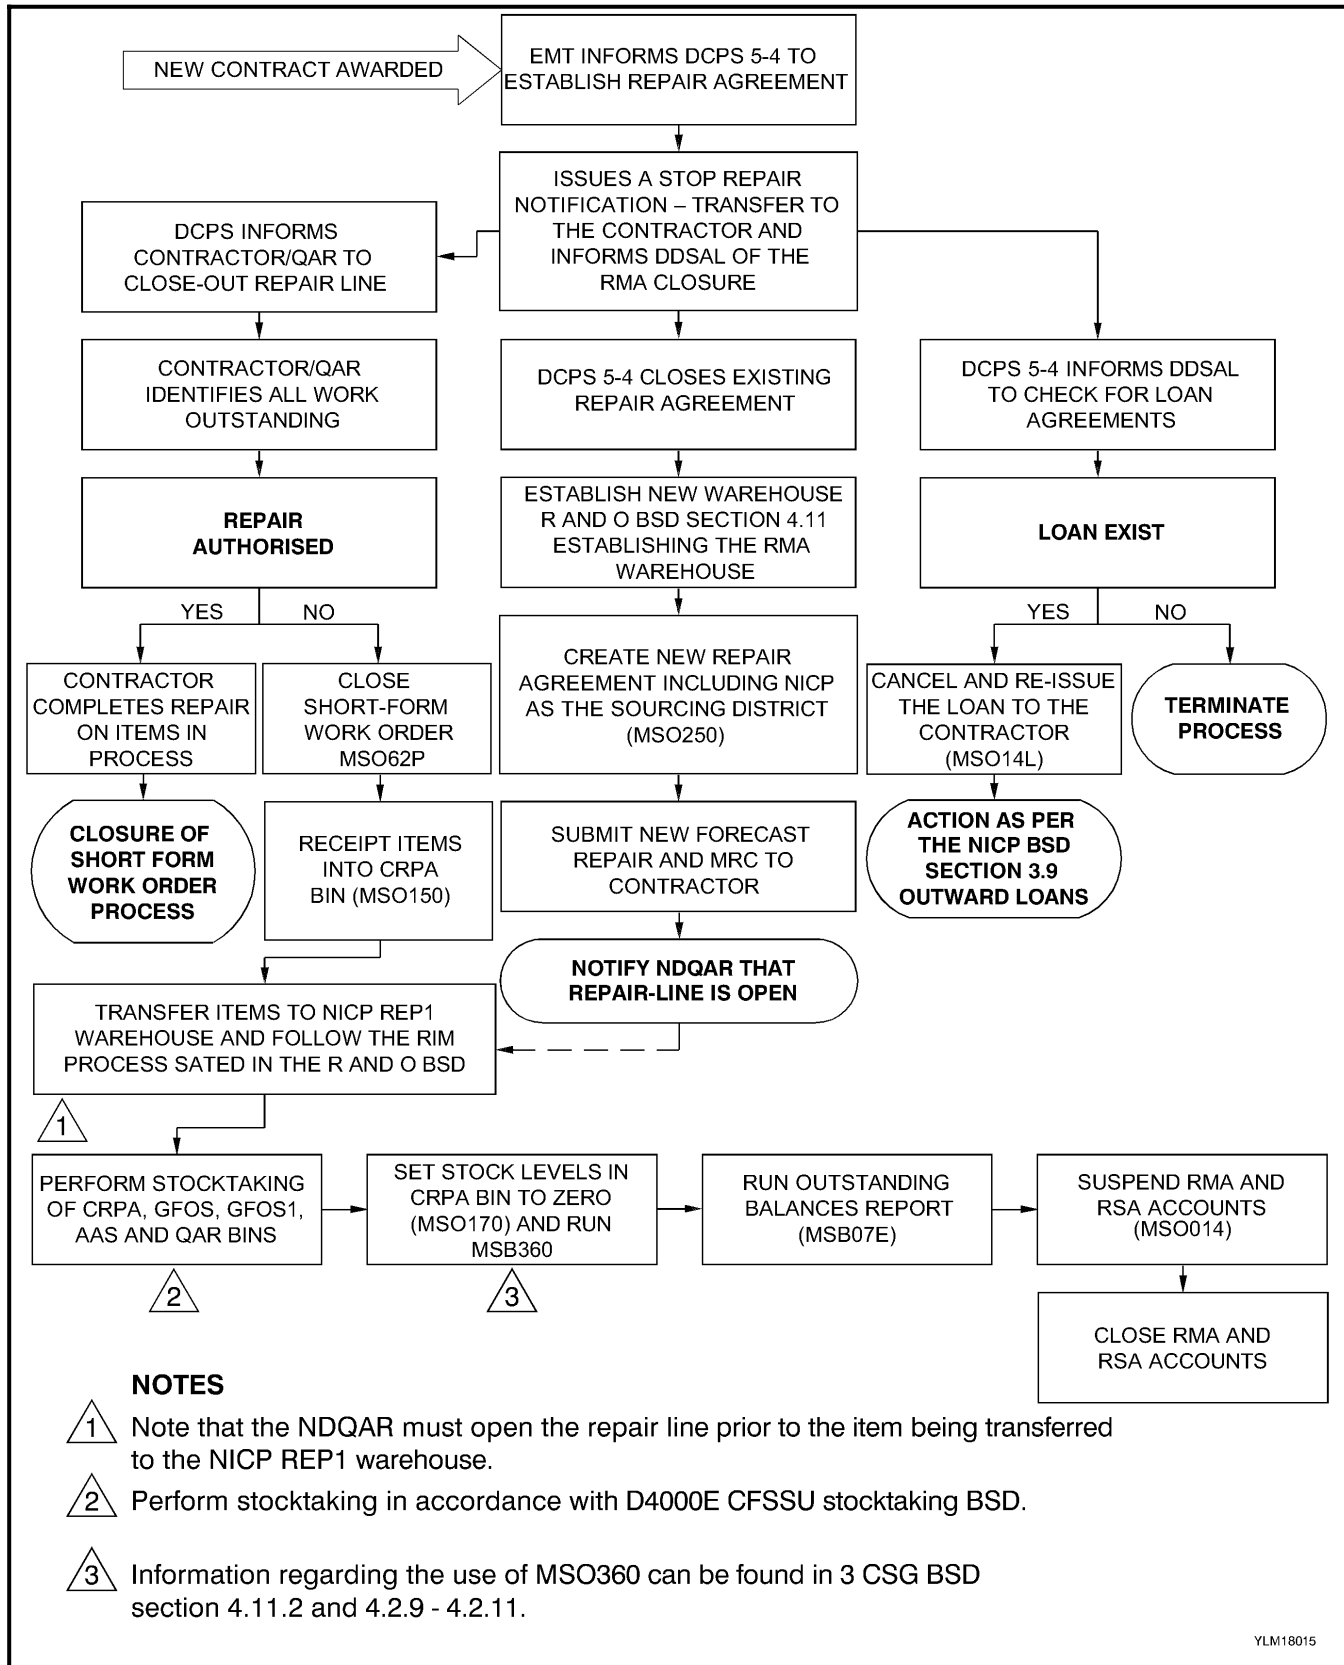 NEW CONTRACT AWARDED
EMT INFORMS DCPS 5-4 TO
ESTABLISH REPAIR AGREEMENT
ISSUES A STOP REPAIR
NOTIFICATION – TRANSFER TO
THE CONTRACTOR AND
INFORMS DDSAL OF THE
RMA CLOSURE
DCPS INFORMS
CONTRACTOR/QAR TO
CLOSE-OUT REPAIR LINE
CONTRACTOR/QAR
IDENTIFIES ALL WORK
OUTSTANDING
DCPS 5-4 CLOSES EXISTING
REPAIR AGREEMENT
DCPS 5-4 INFORMS DDSAL
TO CHECK FOR LOAN
AGREEMENTS
REPAIR
AUTHORISED
ESTABLISH NEW WAREHOUSE
R AND O BSD SECTION 4.11
ESTABLISHING THE RMA
WAREHOUSE
LOAN EXIST
YES
NO
YES
NO
CONTRACTOR
COMPLETES REPAIR
ON ITEMS IN
PROCESS
CLOSE
SHORT-FORM
WORK ORDER
MSO62P
CREATE NEW REPAIR
AGREEMENT INCLUDING NICP
AS THE SOURCING DISTRICT
(MSO250)
CANCEL AND RE-ISSUE
THE LOAN TO THE
CONTRACTOR
(MSO14L)
TERMINATE
PROCESS
CLOSURE OF
SHORT FORM
WORK ORDER
PROCESS
RECEIPT ITEMS
INTO CRPA
BIN (MSO150)
SUBMIT NEW FORECAST
REPAIR AND MRC TO
CONTRACTOR
ACTION AS PER
THE NICP BSD
SECTION 3.9
OUTWARD LOANS
NOTIFY NDQAR THAT
REPAIR-LINE IS OPEN
TRANSFER ITEMS TO NICP REP1
WAREHOUSE AND FOLLOW THE RIM
PROCESS SATED IN THE R AND O BSD
1
PERFORM STOCKTAKING
OF CRPA, GFOS, GFOS1,
AAS AND QAR BINS
2
SET STOCK LEVELS IN
CRPA BIN TO ZERO
(MSO170) AND RUN
MSB360
3
RUN OUTSTANDING
BALANCES REPORT
(MSB07E)
SUSPEND RMA AND
RSA ACCOUNTS
(MSO014)
CLOSE RMA AND
RSA ACCOUNTS
NOTES
1 Note that the NDQAR must open the repair line prior to the item being transferred
to the NICP REP1 warehouse.
2 Perform stocktaking in accordance with D4000E CFSSU stocktaking BSD.
3 Information regarding the use of MSO360 can be found in 3 CSG BSD
section 4.11.2 and 4.2.9 - 4.2.11.
YLM18015